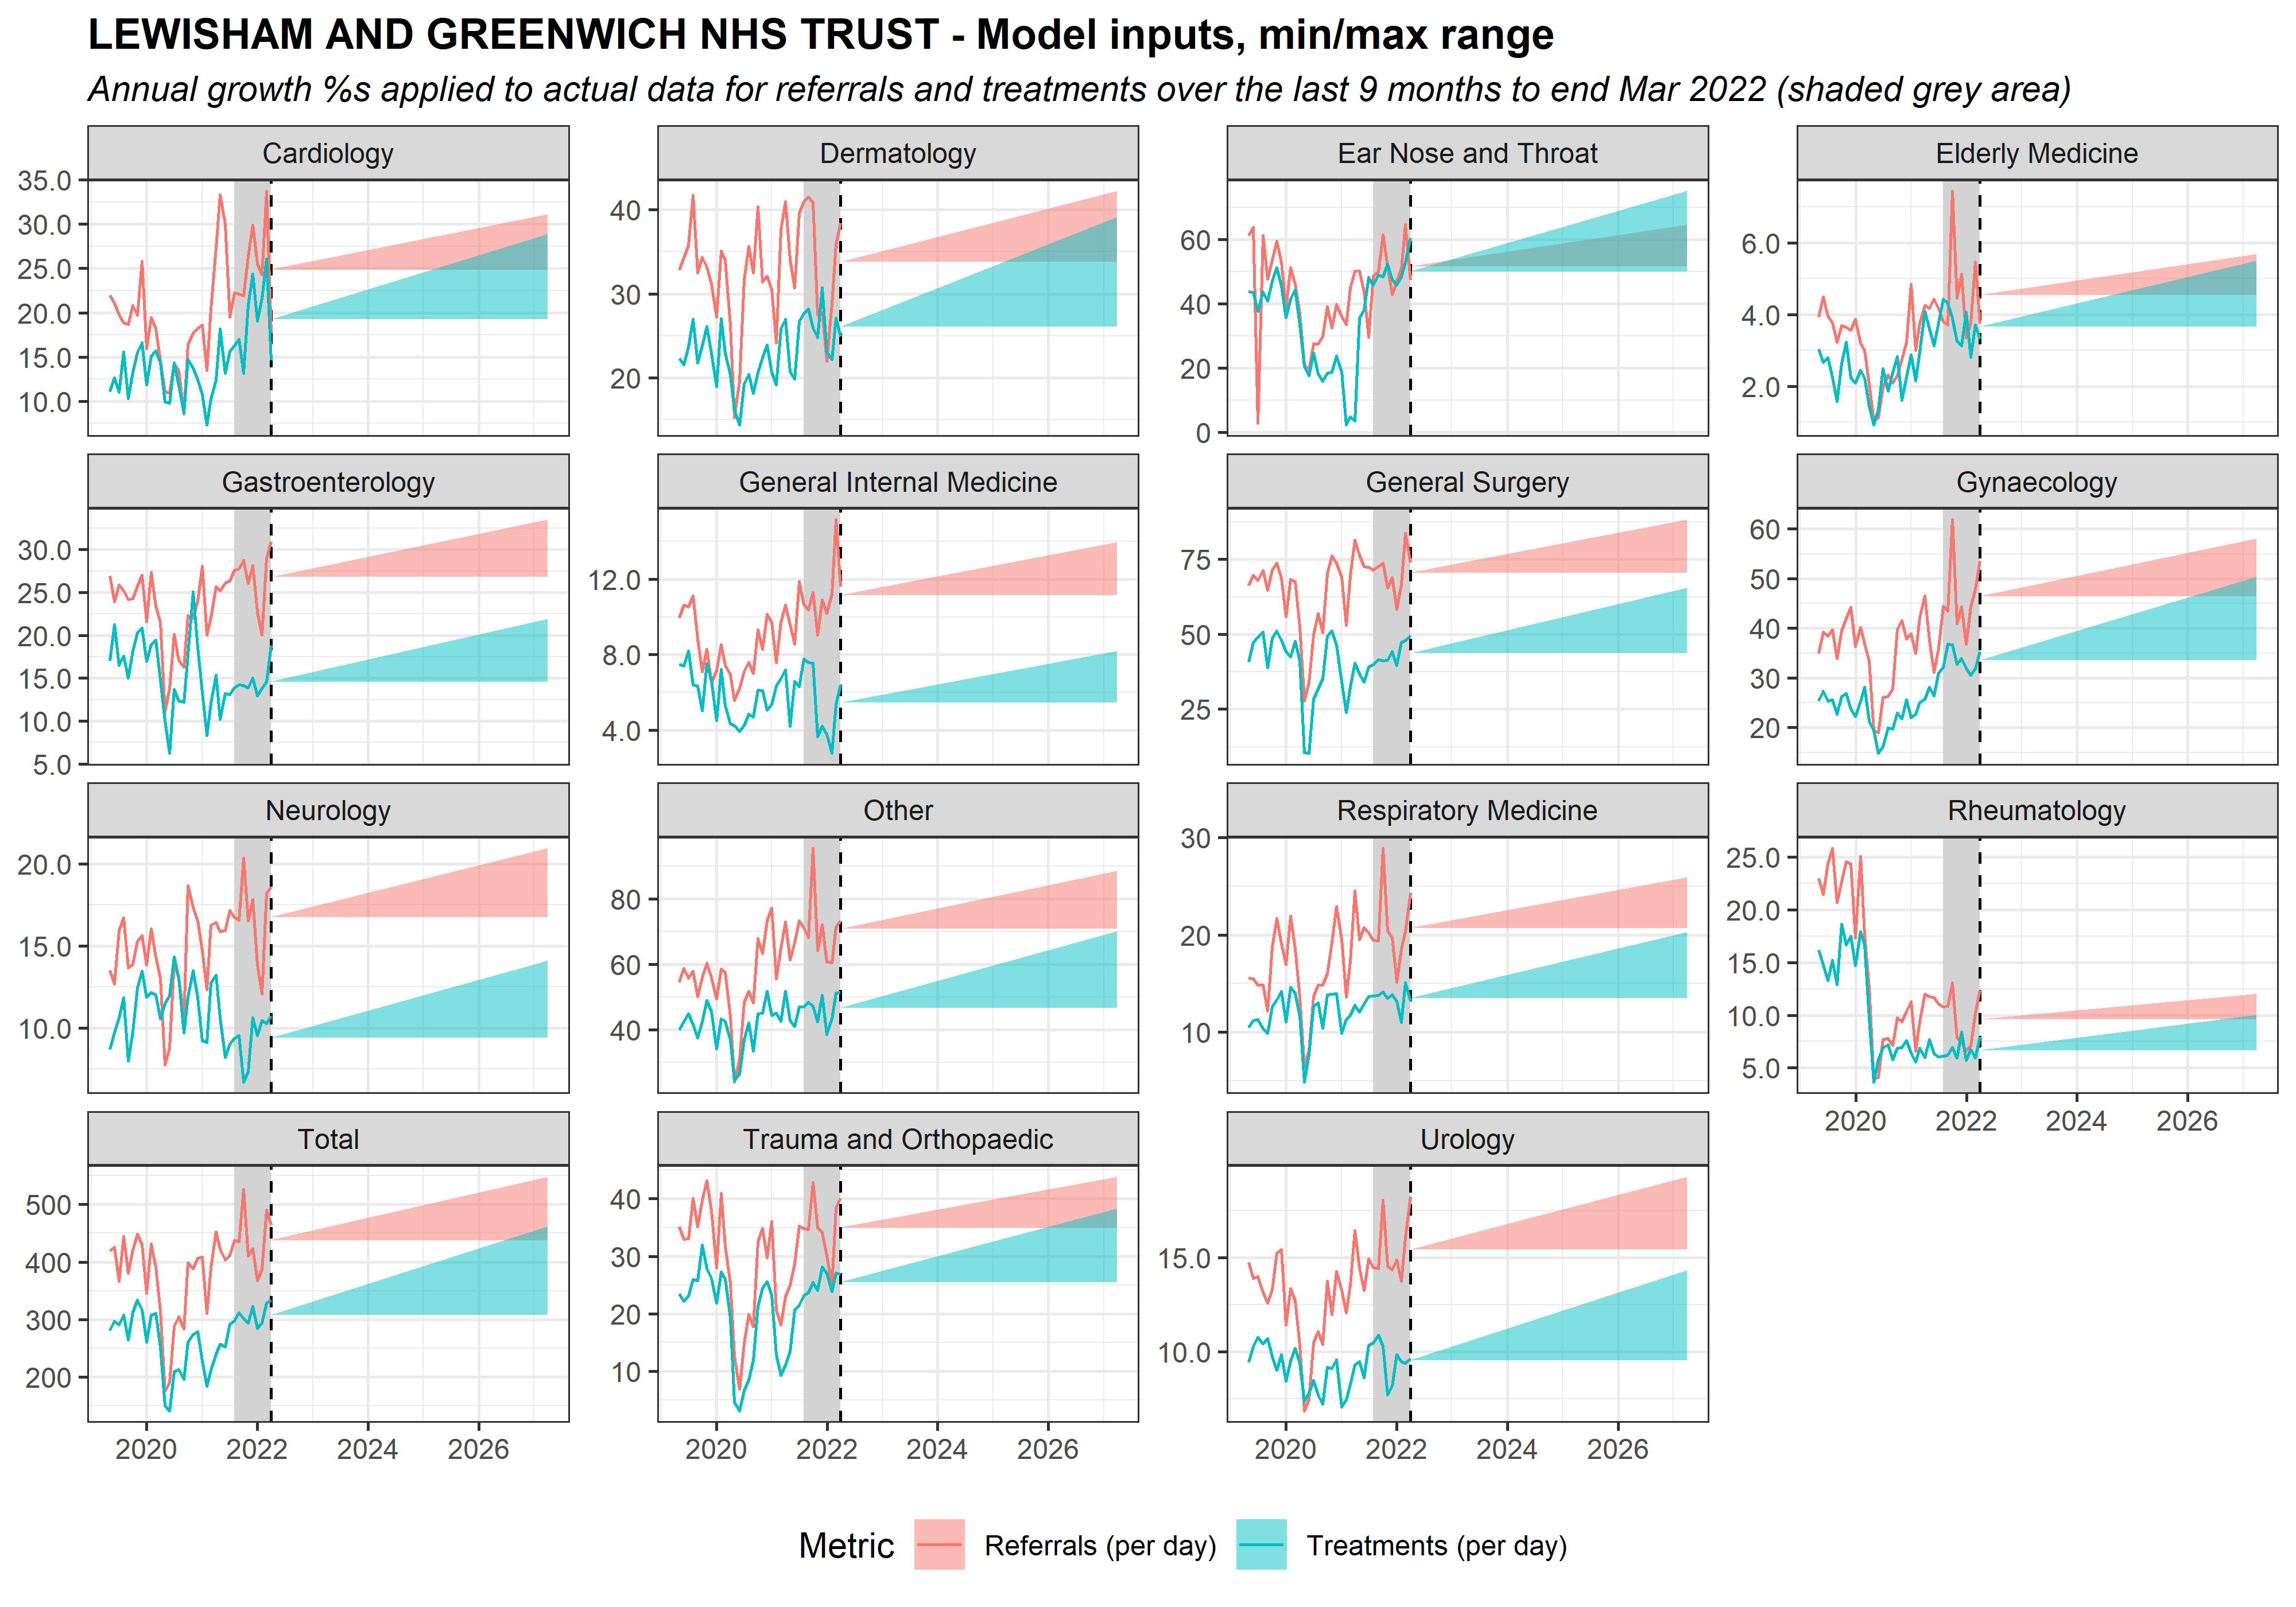 LEWISHAM AND GREENWICH NHS TRUST - Model inputs, min/max range
Annual growth %s applied to actual data for referrals and treatments over the last 9 months to end Mar 2022 (shaded grey area)
Cardiology
Dermatology
Ear Nose and Throat
Elderly Medicine
35.0
30.0
25.0
20.0
15.0
10.0
40
30
20
60
40
20
0
6.0
4.0
2.0
Gastroenterology
General Internal Medicine
General Surgery
Gynaecology
30.0
25.0
20.0
15.0
10.0
5.0
12.0
8.0
4.0
75
50
25
60
50
40
30
20
Neurology
Other
Respiratory Medicine
Rheumatology
20.0
15.0
10.0
80
60
40
30
20
10
25.0
20.0
15.0
10.0
5.0
2020 2022 2024 2026
Total
Trauma and Orthopaedic
Urology
500
400
300
200
40
30
20
10
15.0
10.0
2020 2022 2024 2026
2020 2022 2024 2026
2020 2022 2024 2026
Metric Referrals (per day) Treatments (per day)